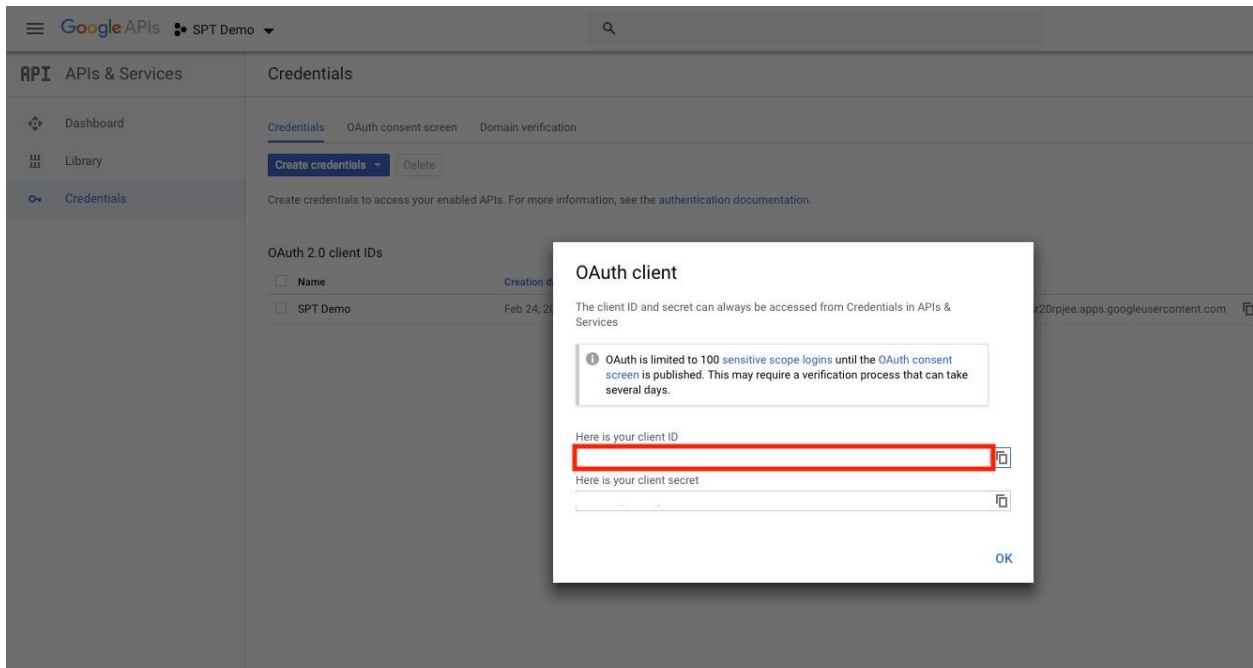 Google APIs SPT Demo
API APIs & Services
Credentials
Dashboard
Library
Credentials
Credentials OAuth consent screen Domain verification
Create credentials Delete
Create credentials to access your enabled APIs. For more information, see the authentication documentation.
OAuth 2.0 client IDs
Name Creation d
SPT Demo Feb 24, 20 r20rpjee.apps.googleusercontent.com
OAuth client
The client ID and secret can always be accessed from Credentials in APIs &
Services
OAuth is limited to 100 sensitive scope logins until the OAuth consent
screen is published. This may require a verification process that can take
several days.
Here is your client ID
Here is your client secret
OK